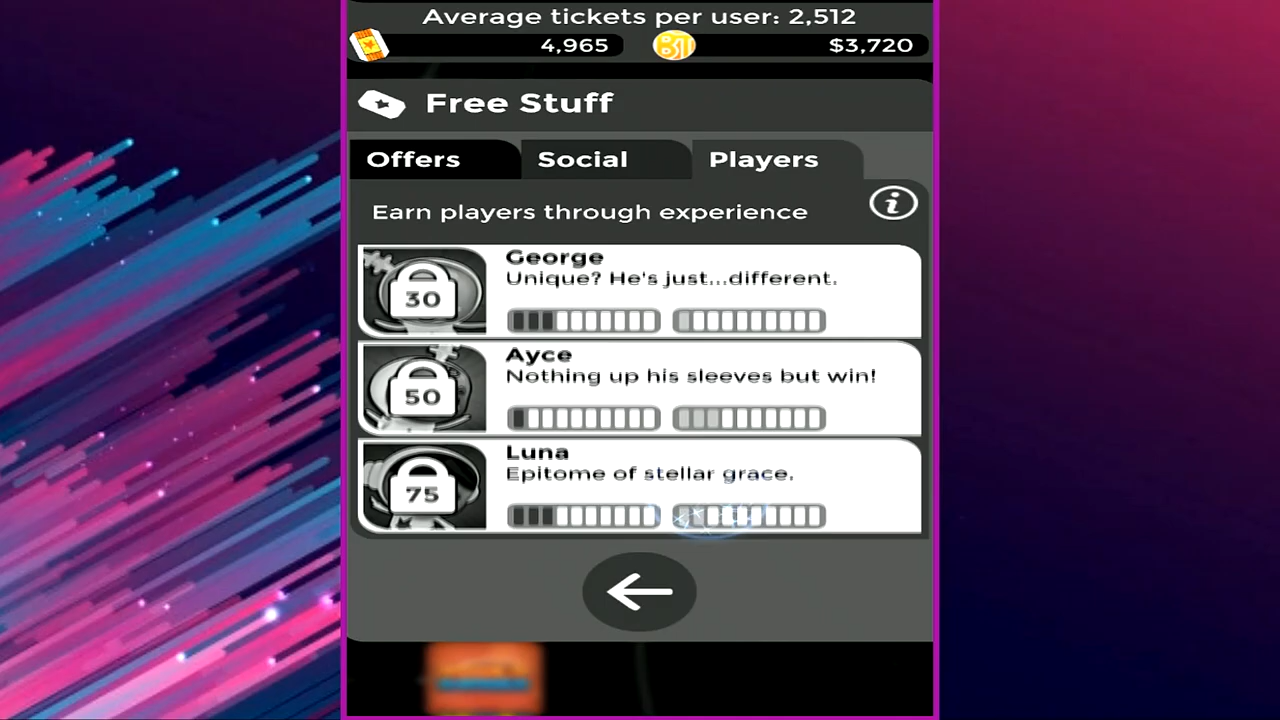 Average tickets per user: 2,512
4,965
$3,720
Free Stuff
Offers
Social
Players
Earn players through experience
George
Unique? He's just...different.
30
Ayce
Nothing up his sleeves but win!
50
Luna
Epitome of stellar grace.
75